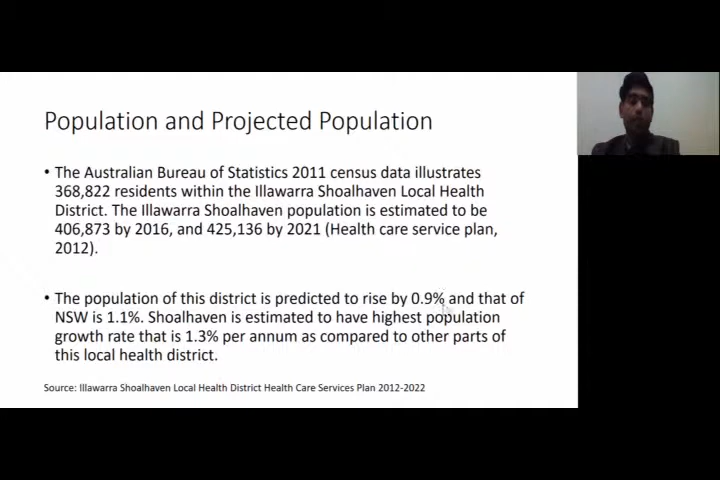 Population and Projected Population
• The Australian Bureau of Statistics 2011 census data illustrates
368,822 residents within the Illawarra Shoalhaven Local Health
District. The Illawarra Shoalhaven population is estimated to be
406,873 by 2016, and 425,136 by 2021 (Health care service plan,
2012).
• The population of this district is predicted to rise by 0.9% and that of
NSW is 1.1%. Shoalhaven is estimated to have highest population
growth rate that is 1.3% per annum as compared to other parts of
this local health district.
Source: Illawarra Shoalhaven Local Health District Health Care Services Plan 2012-2022